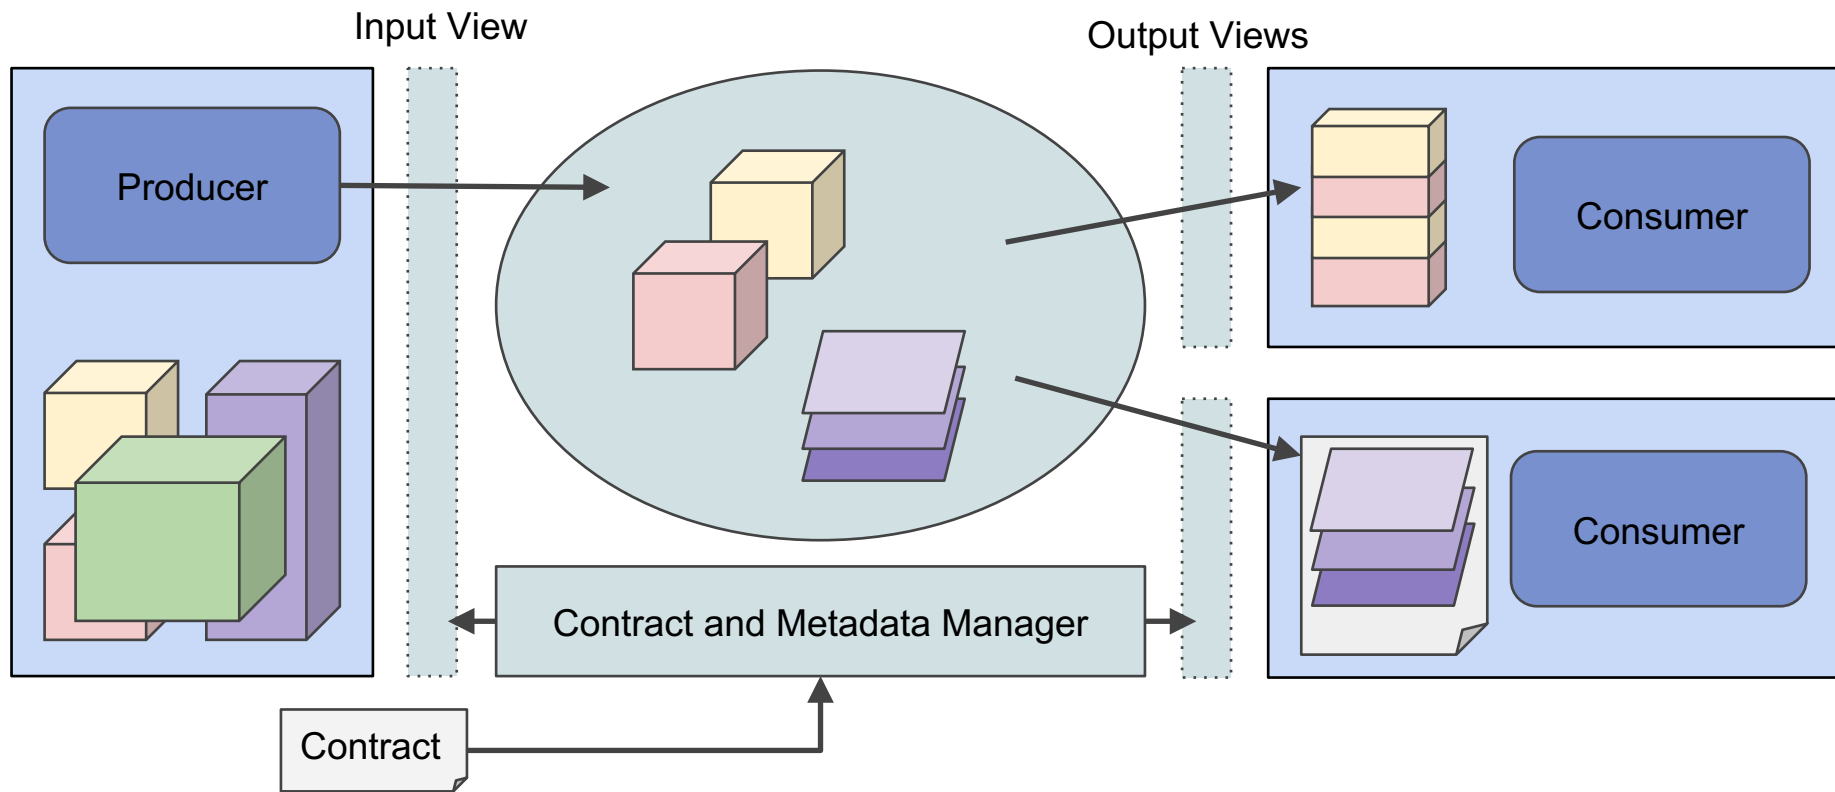 Input View
Output Views
Producer
Consumer
Consumer
Contract and Metadata Manager
Contract